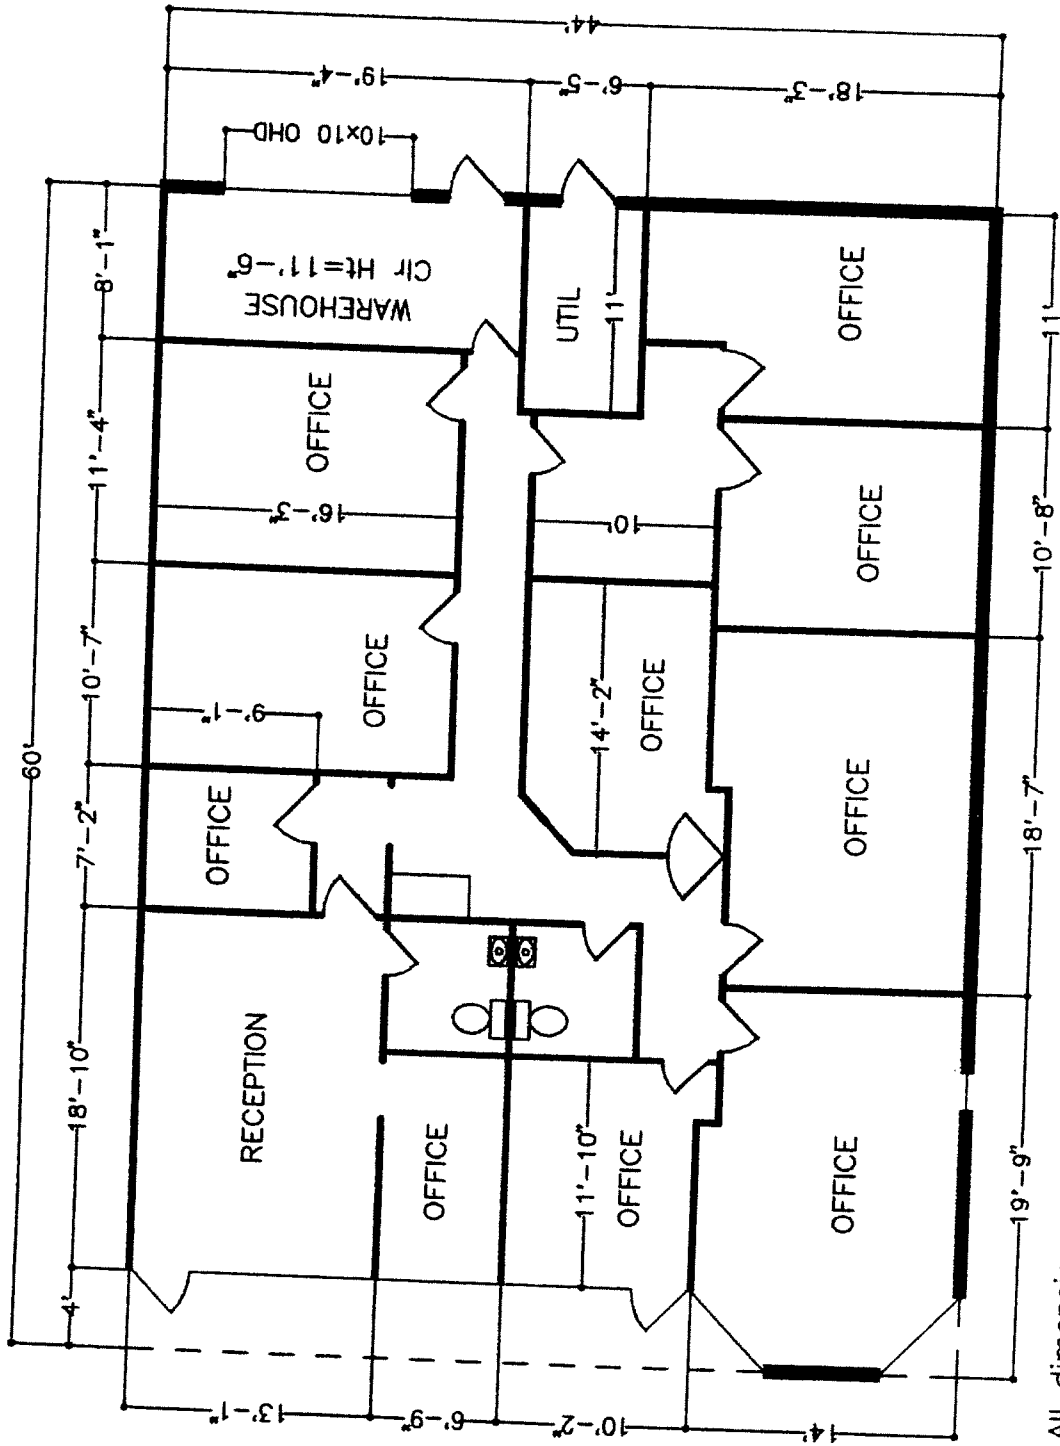 44'
19'-4"
6'-5"
18'-3"
10x10 OHD
60'
8'-1"
11'-4"
10'-7"
7'-2"
18'-10"
4'
WAREHOUSE
Clr Ht=11'-6"
UTIL
11'
OFFICE
OFFICE
16'-3"
10'
OFFICE
11'
10'-8"
OFFICE
9'-1"
14'-2"
OFFICE
OFFICE
OFFICE
18'-7"
RECEPTION
OFFICE
11'-10"
OFFICE
OFFICE
19'-9"
13'-1"
6'-9"
10'-2"
14'
All